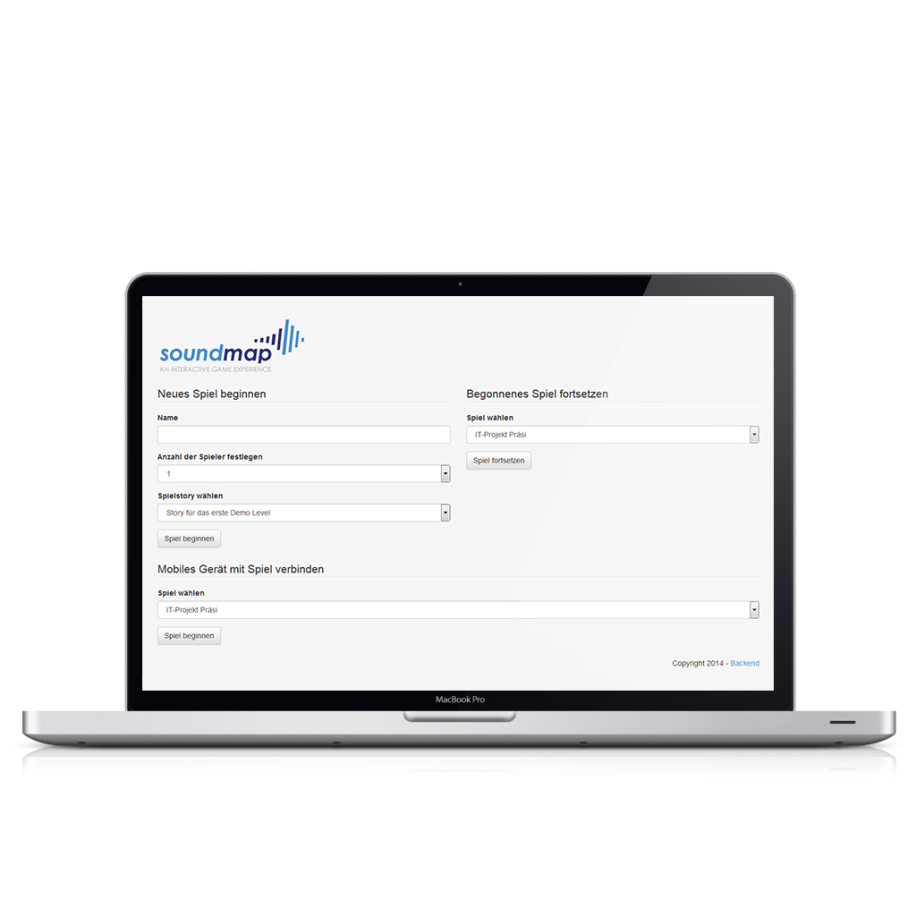 soundmap
AN INTERACTIVE GAME EXPERIENCE
Neues Spiel beginnen
Name
Anzahl der Spieler festlegen
1
Spielstory wählen
Story für das erste Demo Level
Spiel beginnen
Begonnenes Spiel fortsetzen
Spiel wählen
IT-Projekt Präsi
Spiel fortsetzen
Mobiles Gerät mit Spiel verbinden
Spiel wählen
IT-Projekt Präsi
Spiel beginnen
Copyright 2014 - Backend
MacBook Pro